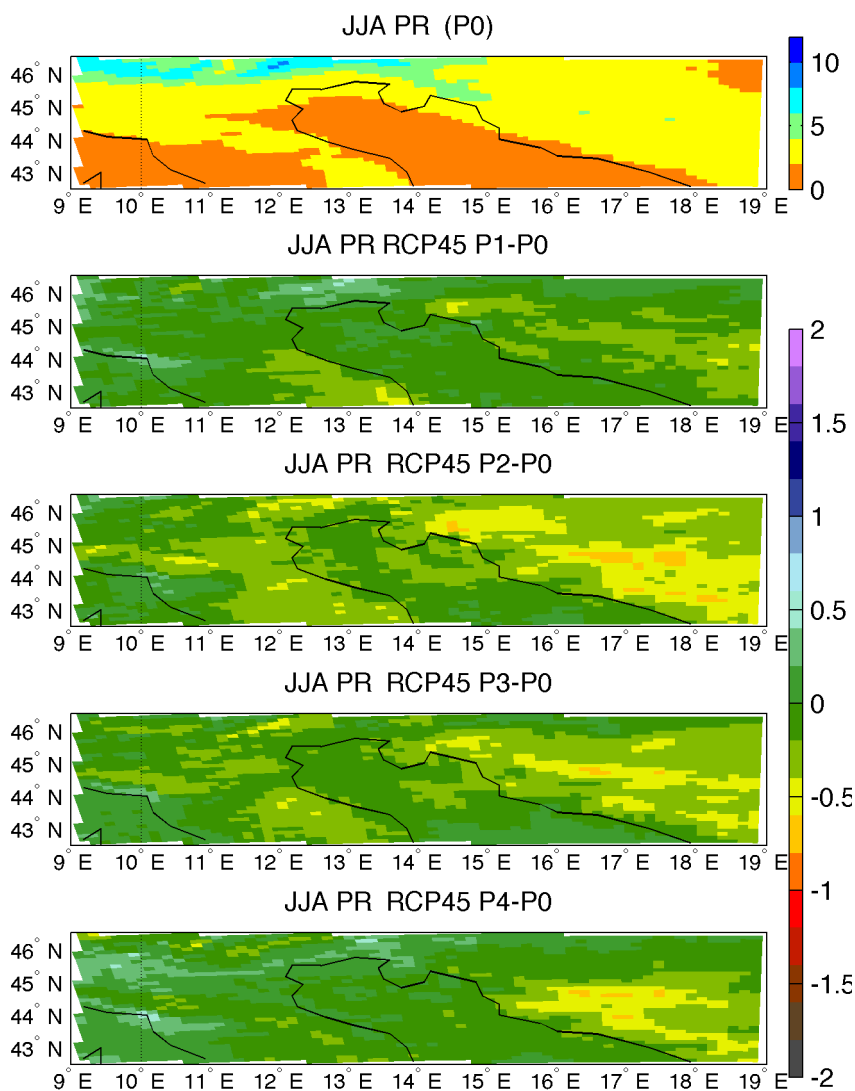 JJA PR (P0)
46° N
45° N
44° N
43° N
9° E 10° E 11° E 12° E 13° E 14° E 15° E 16° E 17° E 18° E 19° E
10
5
0
JJA PR RCP45 P1-P0
46° N
45° N
44° N
43° N
9° E 10° E 11° E 12° E 13° E 14° E 15° E 16° E 17° E 18° E 19° E
JJA PR RCP45 P2-P0
46° N
45° N
44° N
43° N
9° E 10° E 11° E 12° E 13° E 14° E 15° E 16° E 17° E 18° E 19° E
JJA PR RCP45 P3-P0
46° N
45° N
44° N
43° N
9° E 10° E 11° E 12° E 13° E 14° E 15° E 16° E 17° E 18° E 19° E
JJA PR RCP45 P4-P0
46° N
45° N
44° N
43° N
9° E 10° E 11° E 12° E 13° E 14° E 15° E 16° E 17° E 18° E 19° E
2
1.5
1
0.5
0
-0.5
-1
-1.5
-2